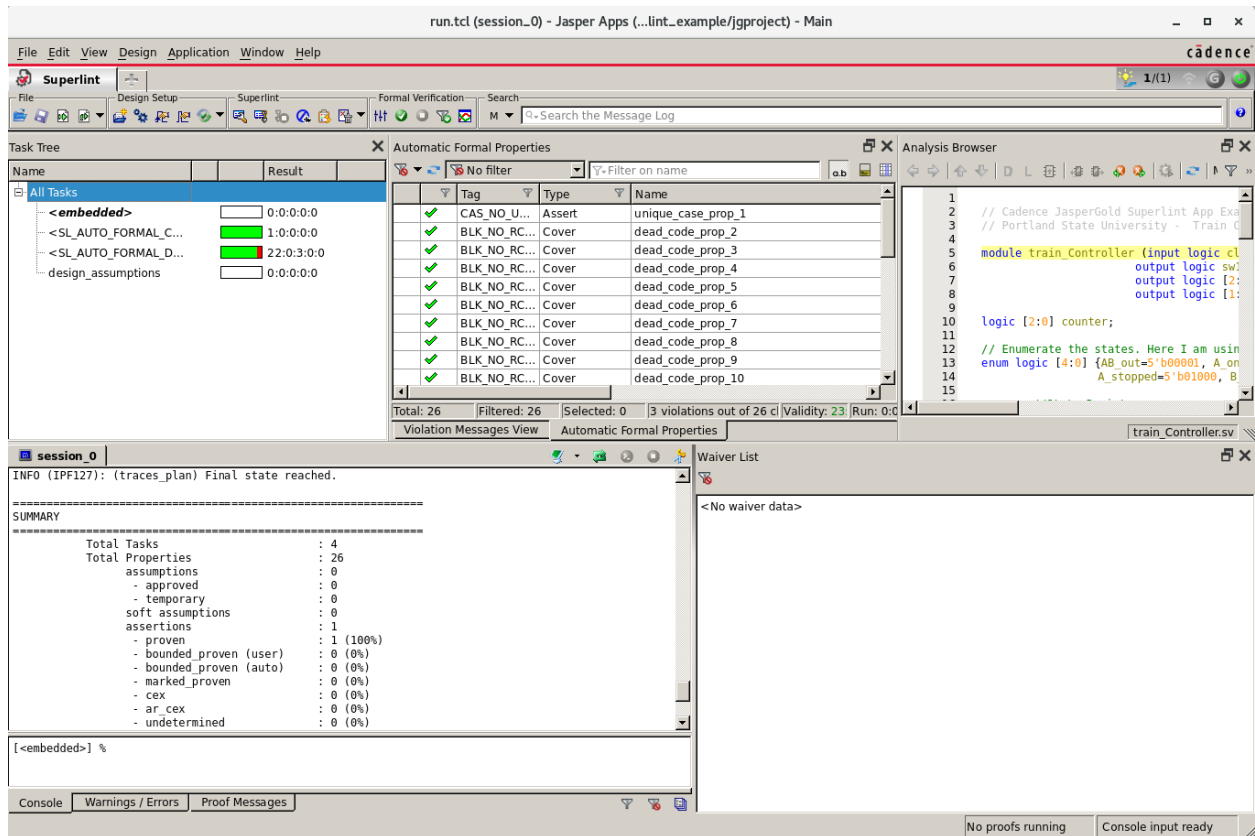 run.tcl (session_0) - Jasper Apps (...lint_example/jgproject) - Main
File Edit View Design Application Window Help
cādence
Superlint
1/(1)
File Design Setup Superlint Formal Verification Search
M Search the Message Log
Task Tree
Name Result
All Tasks
<embedded> 0:0:0:0:0
<SL_AUTO_FORMAL_C... 1:0:0:0:0
<SL_AUTO_FORMAL_D... 22:0:3:0:0
design_assumptions 0:0:0:0:0
Automatic Formal Properties
No filter Filter on name a.b
Tag Type Name
CAS_NO_U... Assert unique_case_prop_1
BLK_NO_RC... Cover dead_code_prop_2
BLK_NO_RC... Cover dead_code_prop_3
BLK_NO_RC... Cover dead_code_prop_4
BLK_NO_RC... Cover dead_code_prop_5
BLK_NO_RC... Cover dead_code_prop_6
BLK_NO_RC... Cover dead_code_prop_7
BLK_NO_RC... Cover dead_code_prop_8
BLK_NO_RC... Cover dead_code_prop_9
BLK_NO_RC... Cover dead_code_prop_10
Total: 26 Filtered: 26 Selected: 0 3 violations out of 26 cl Validity: 23 Run: 0:0
Violation Messages View Automatic Formal Properties
Analysis Browser
1
2 // Cadence JasperGold Superlint App Exa
3 // Portland State University - Train C
4
5 module train_Controller (input logic cl
6 output logic sw1
7 output logic [2:
8 output logic [1:
9
10 logic [2:0] counter;
11
12 // Enumerate the states. Here I am usin
13 enum logic [4:0] {AB_out=5'b00001, A_on
14 A_stopped=5'b01000, B
15
train_Controller.sv
session_0
INFO (IPF127): (traces_plan) Final state reached.
==============================================================
SUMMARY
==============================================================
Total Tasks : 4
Total Properties : 26
assumptions : 0
- approved : 0
- temporary : 0
soft assumptions : 0
assertions : 1
- proven : 1 (100%)
- bounded_proven (user) : 0 (0%)
- bounded_proven (auto) : 0 (0%)
- marked_proven : 0 (0%)
- cex : 0 (0%)
- ar_cex : 0 (0%)
- undetermined : 0 (0%)
[<embedded>] %
Console Warnings / Errors Proof Messages
Waiver List
<No waiver data>
No proofs running Console input ready